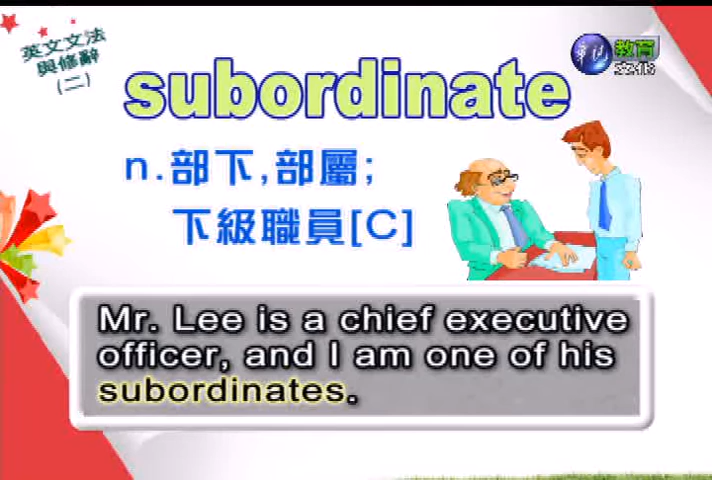 英文文法
與修辭
(二)
華視
教育
文化
subordinate
n.部下,部屬;
下級職員[C]
Mr. Lee is a chief executive
officer, and I am one of his
subordinates.